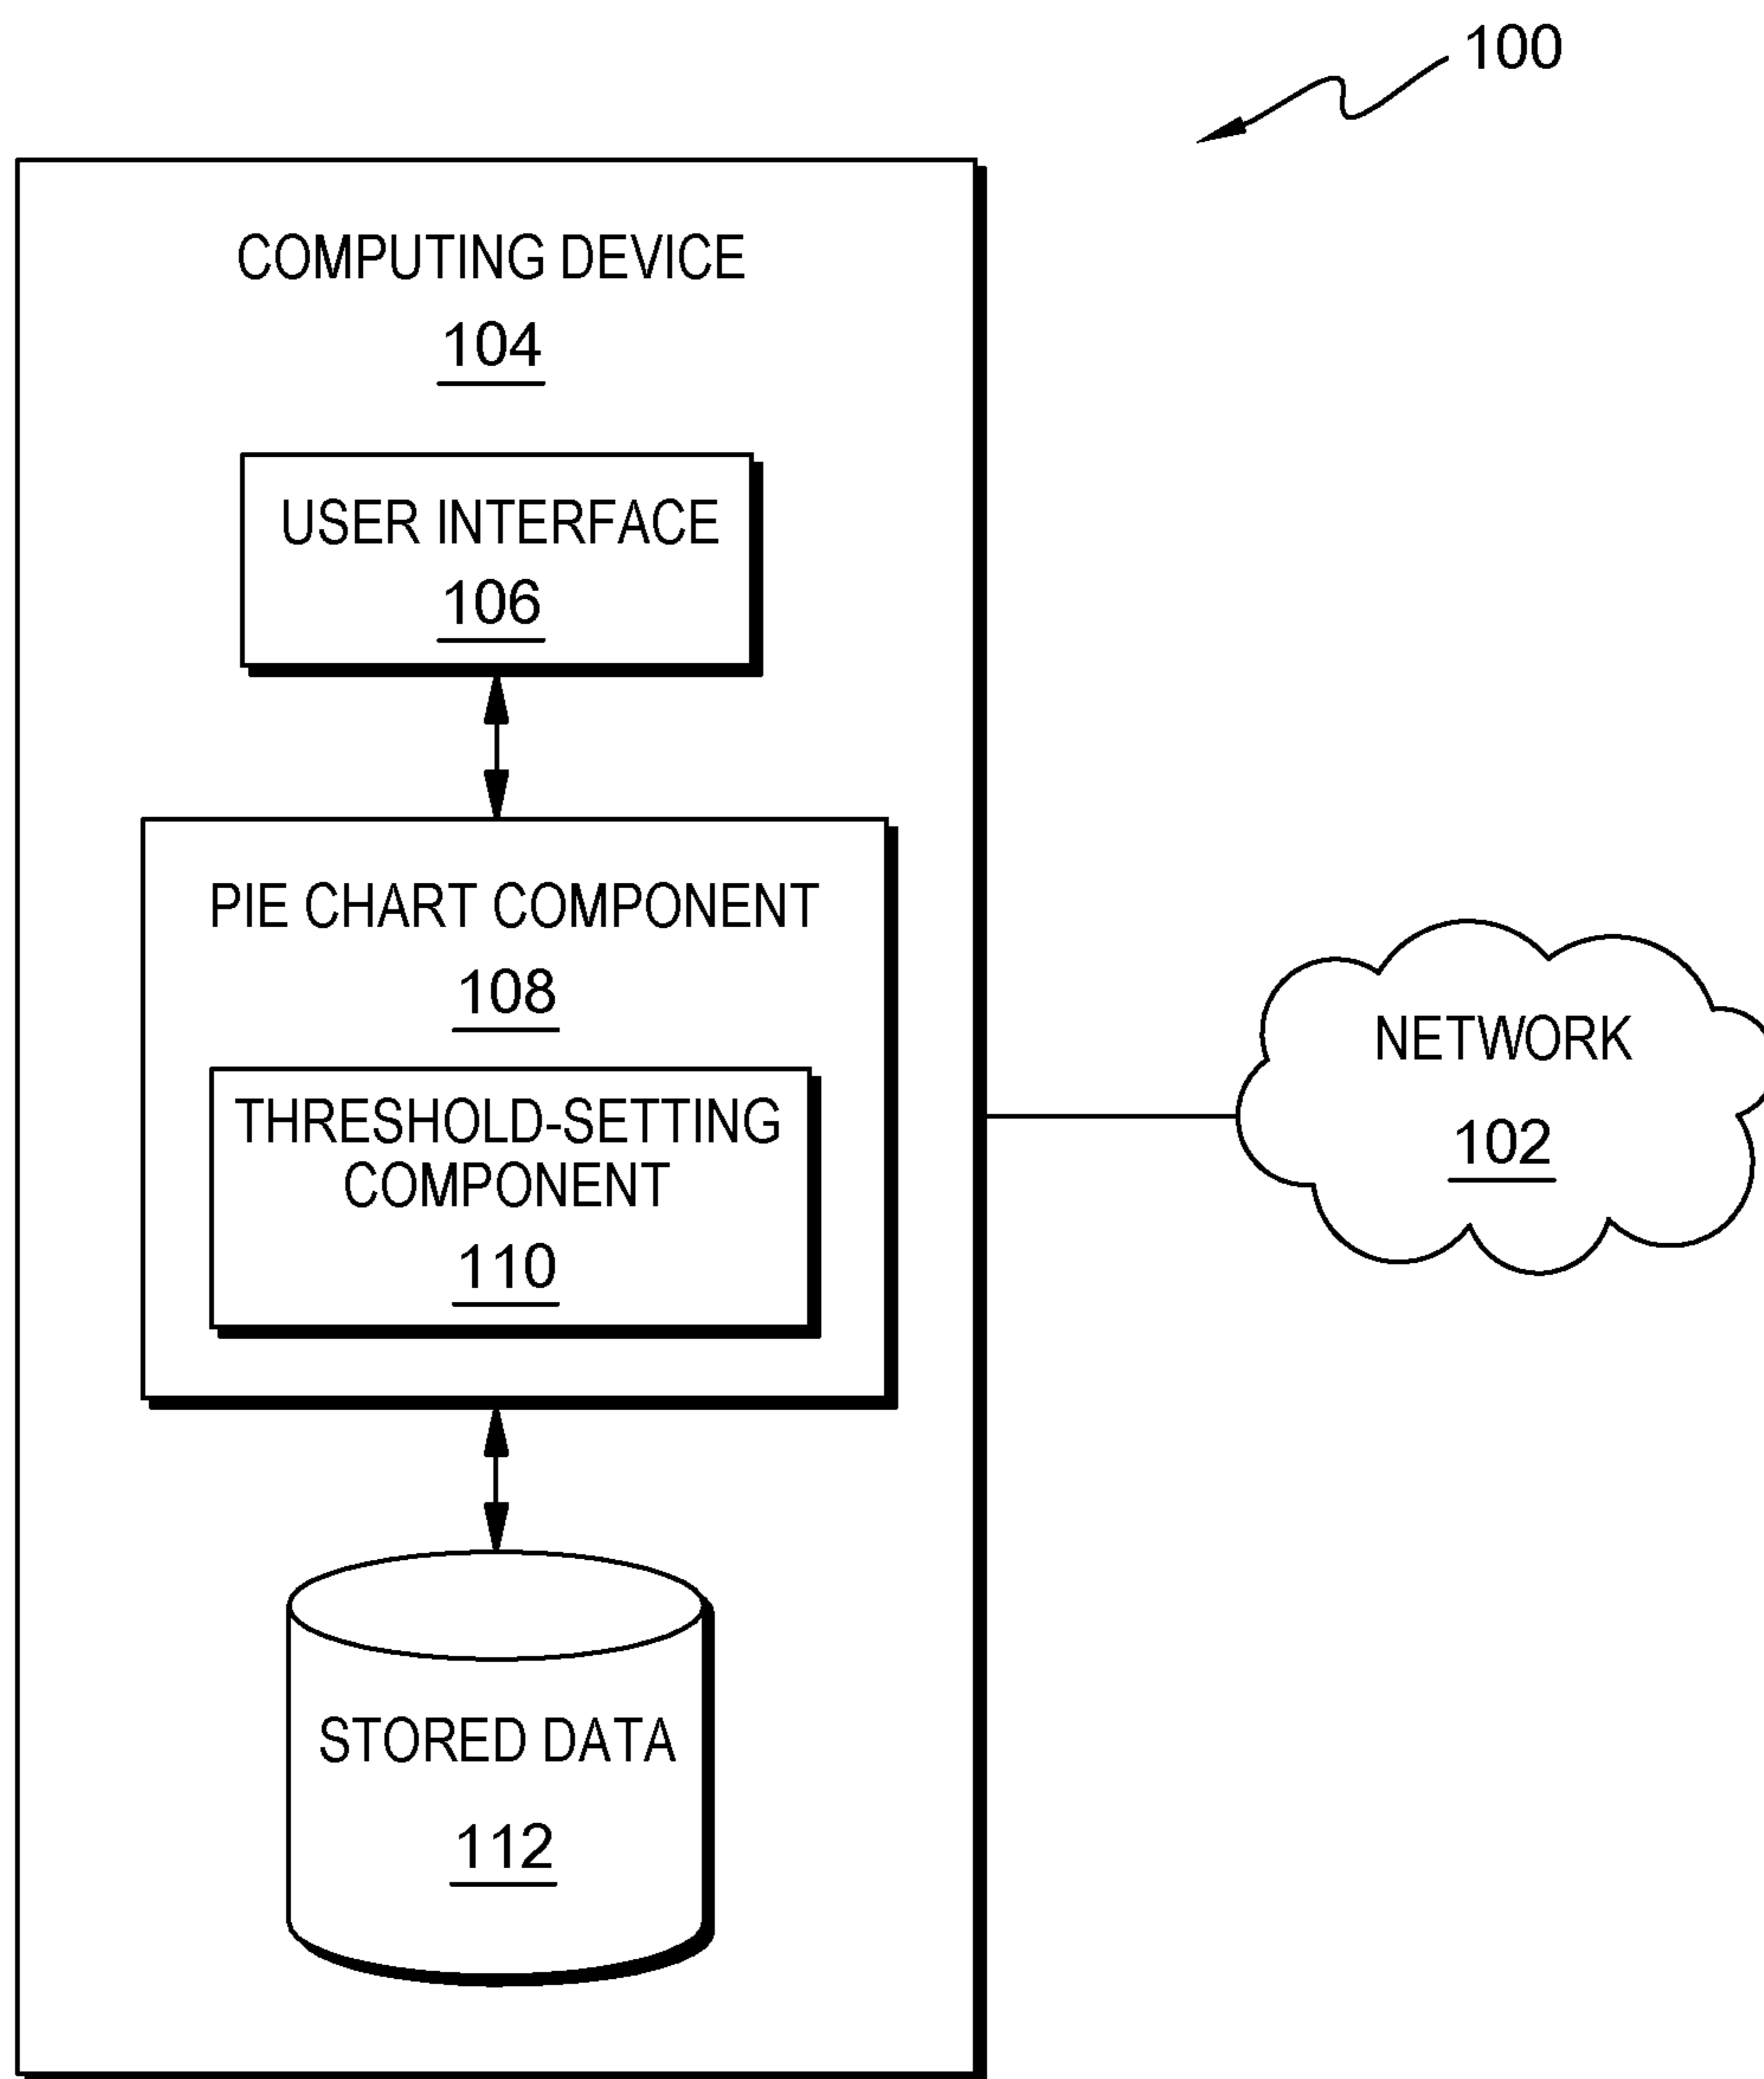 100
COMPUTING DEVICE
104
USER INTERFACE
106
PIE CHART COMPONENT
108
THRESHOLD-SETTING
COMPONENT
110
STORED DATA
112
NETWORK
102